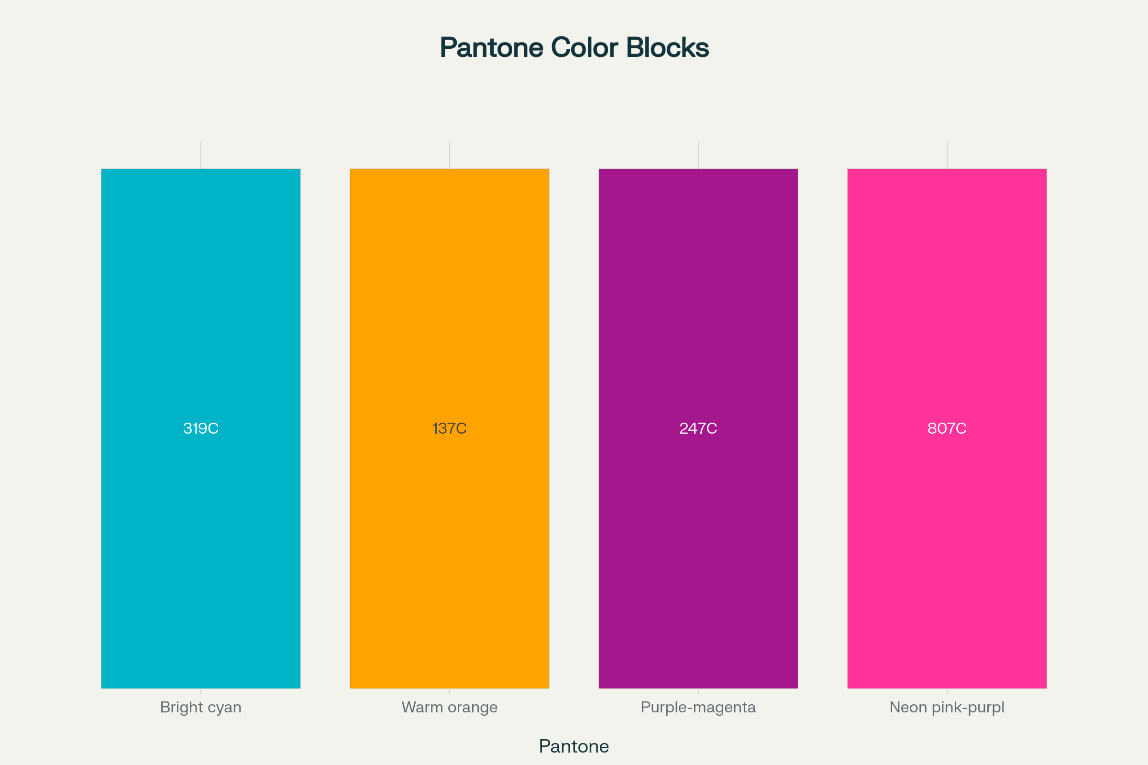 Pantone Color Blocks
319C 137C 247C 807C
Bright cyan Warm orange Purple-magenta Neon pink-purpl
Pantone